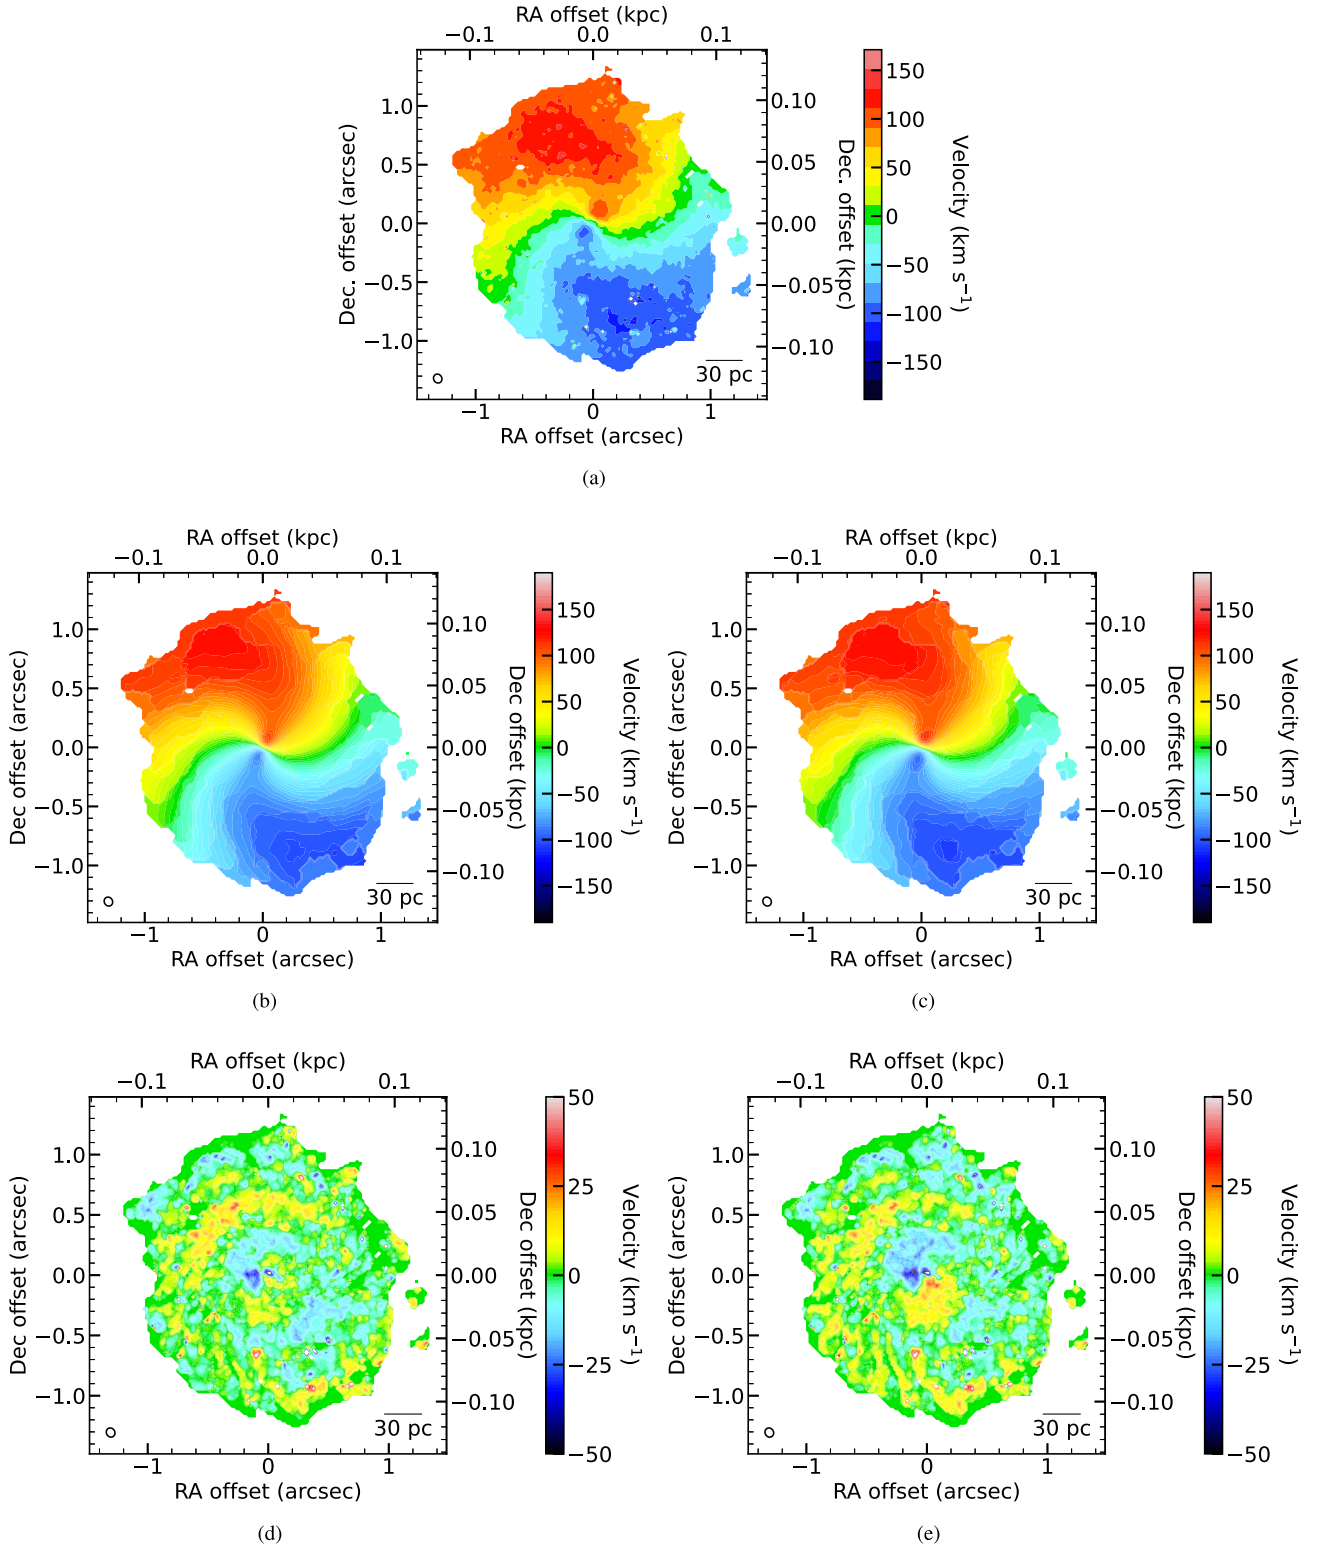 RA offset (kpc)
−0.1 0.0 0.1
1.0
0.5
0.0
−0.5
−1.0
Dec. offset (arcsec)
0.10
0.05
0.00
−0.05
−0.10
Dec. offset (kpc)
150
100
50
0
−50
−100
−150
Velocity (km s⁻¹)
30 pc
−1 0 1
RA offset (arcsec)
(a)
RA offset (kpc)
−0.1 0.0 0.1
1.0
0.5
0.0
−0.5
−1.0
Dec offset (arcsec)
0.10
0.05
0.00
−0.05
−0.10
Dec offset (kpc)
150
100
50
0
−50
−100
−150
Velocity (km s⁻¹)
30 pc
−1 0 1
RA offset (arcsec)
(b)
RA offset (kpc)
−0.1 0.0 0.1
1.0
0.5
0.0
−0.5
−1.0
Dec offset (arcsec)
0.10
0.05
0.00
−0.05
−0.10
Dec offset (kpc)
150
100
50
0
−50
−100
−150
Velocity (km s⁻¹)
30 pc
−1 0 1
RA offset (arcsec)
(c)
RA offset (kpc)
−0.1 0.0 0.1
1.0
0.5
0.0
−0.5
−1.0
Dec offset (arcsec)
0.10
0.05
0.00
−0.05
−0.10
Dec offset (kpc)
50
25
0
−25
−50
Velocity (km s⁻¹)
30 pc
−1 0 1
RA offset (arcsec)
(d)
RA offset (kpc)
−0.1 0.0 0.1
1.0
0.5
0.0
−0.5
−1.0
Dec offset (arcsec)
0.10
0.05
0.00
−0.05
−0.10
Dec offset (kpc)
50
25
0
−25
−50
Velocity (km s⁻¹)
30 pc
−1 0 1
RA offset (arcsec)
(e)